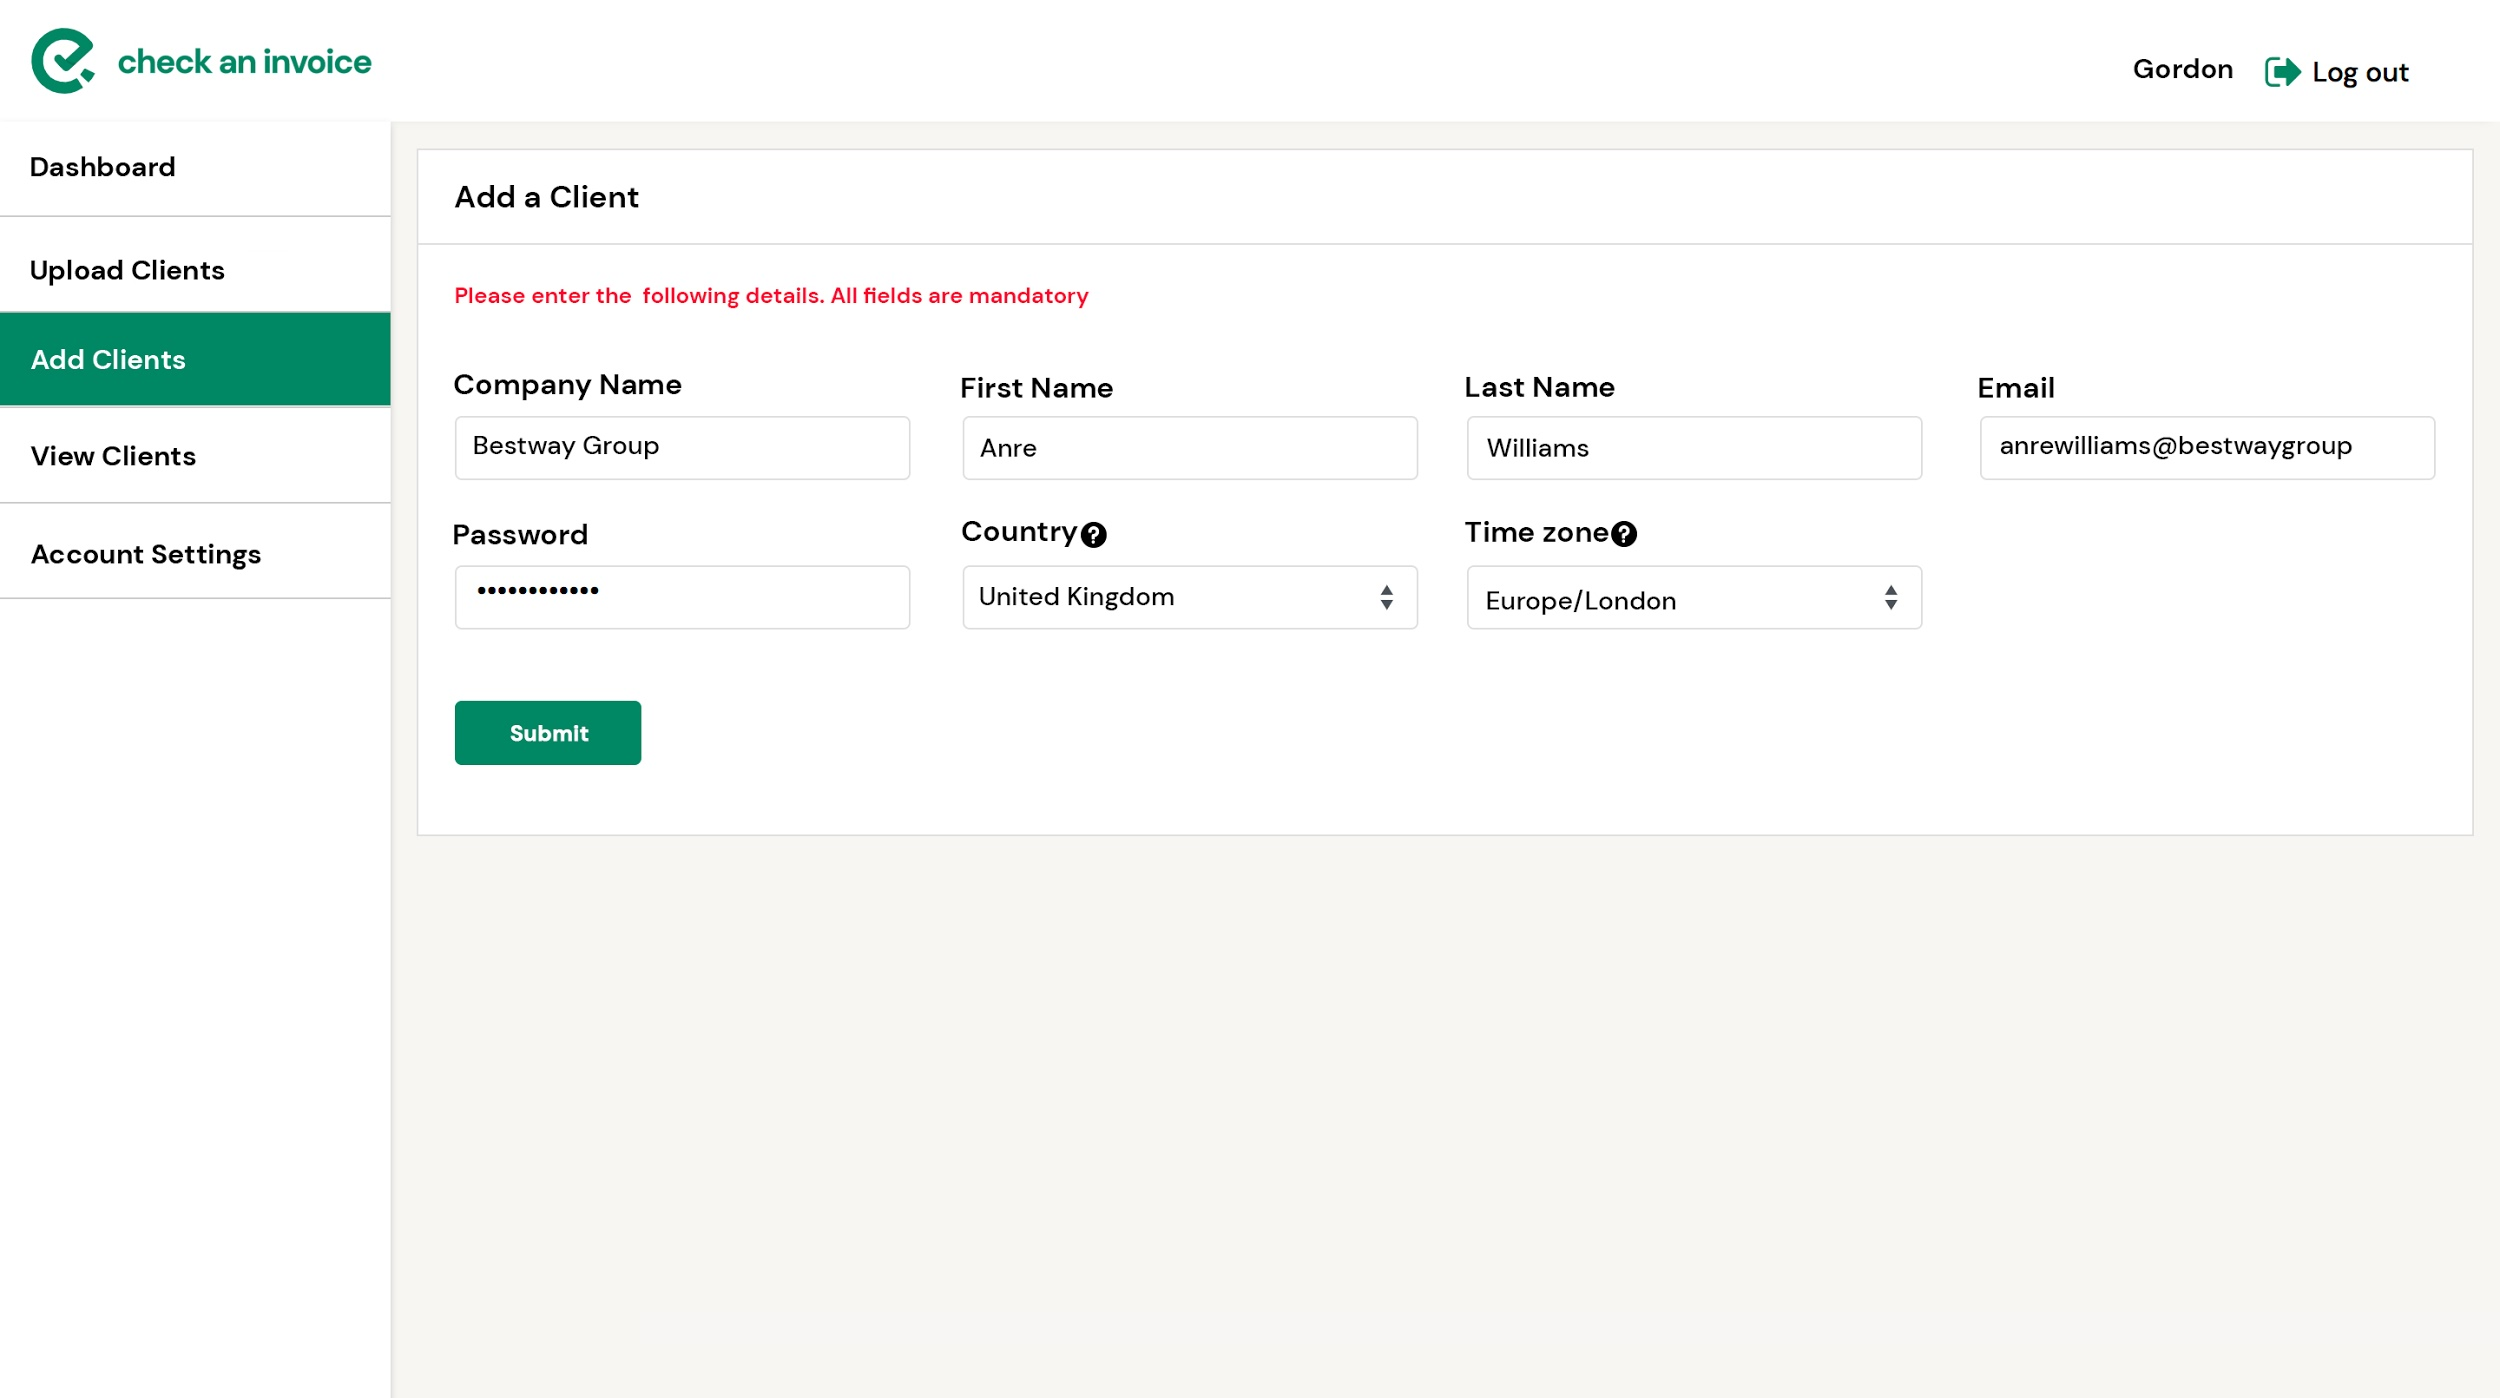 check an invoice
Gordon
Log out
Dashboard
Upload Clients
Add Clients
View Clients
Account Settings
Add a Client
Please enter the following details. All fields are mandatory
Company Name
First Name
Last Name
Email
Bestway Group
Anre
Williams
anrewilliams@bestwaygroup
Password
Country
Time zone
••••••••••••
United Kingdom
Europe/London
Submit